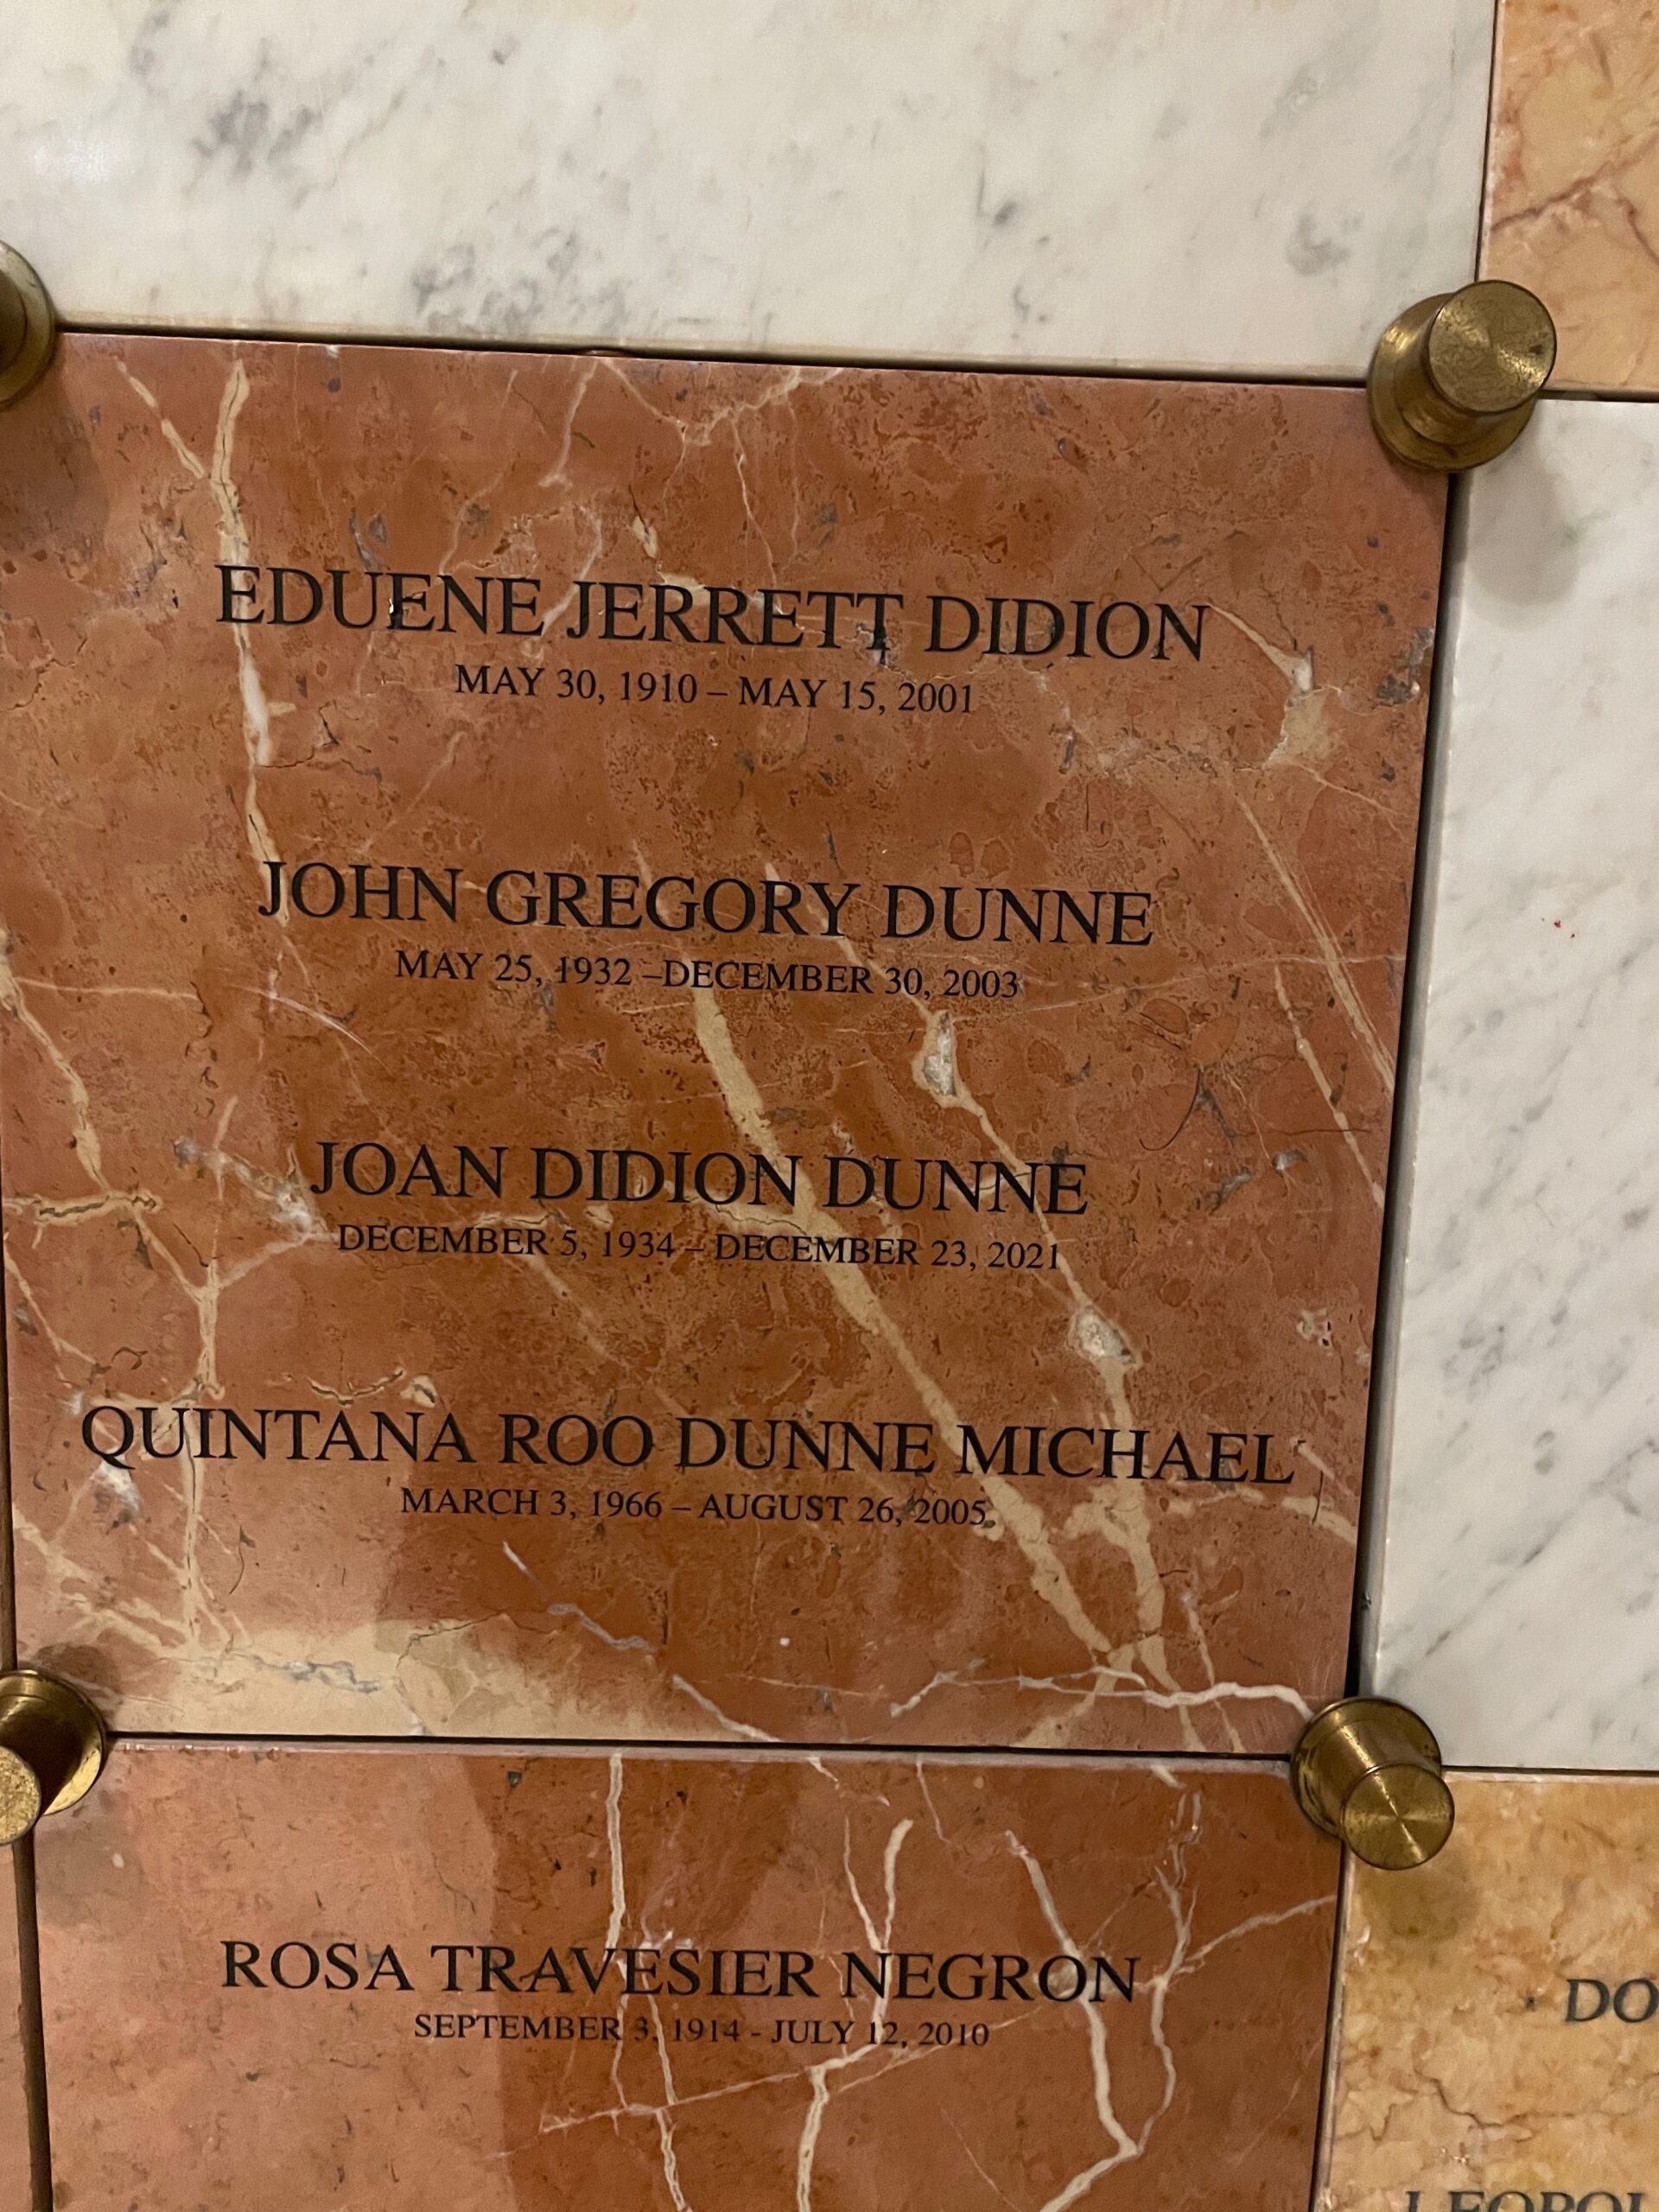 EDUENE JERRETT DIDION
MAY 30, 1910 – MAY 15, 2001
JOHN GREGORY DUNNE
MAY 25, 1932 –DECEMBER 30, 2003
JOAN DIDION DUNNE
DECEMBER 5, 1934 – DECEMBER 23, 2021
QUINTANA ROO DUNNE MICHAEL
MARCH 3, 1966 – AUGUST 26, 2005
ROSA TRAVESIER NEGRON
SEPTEMBER 3, 1914 - JULY 12, 2010
DO